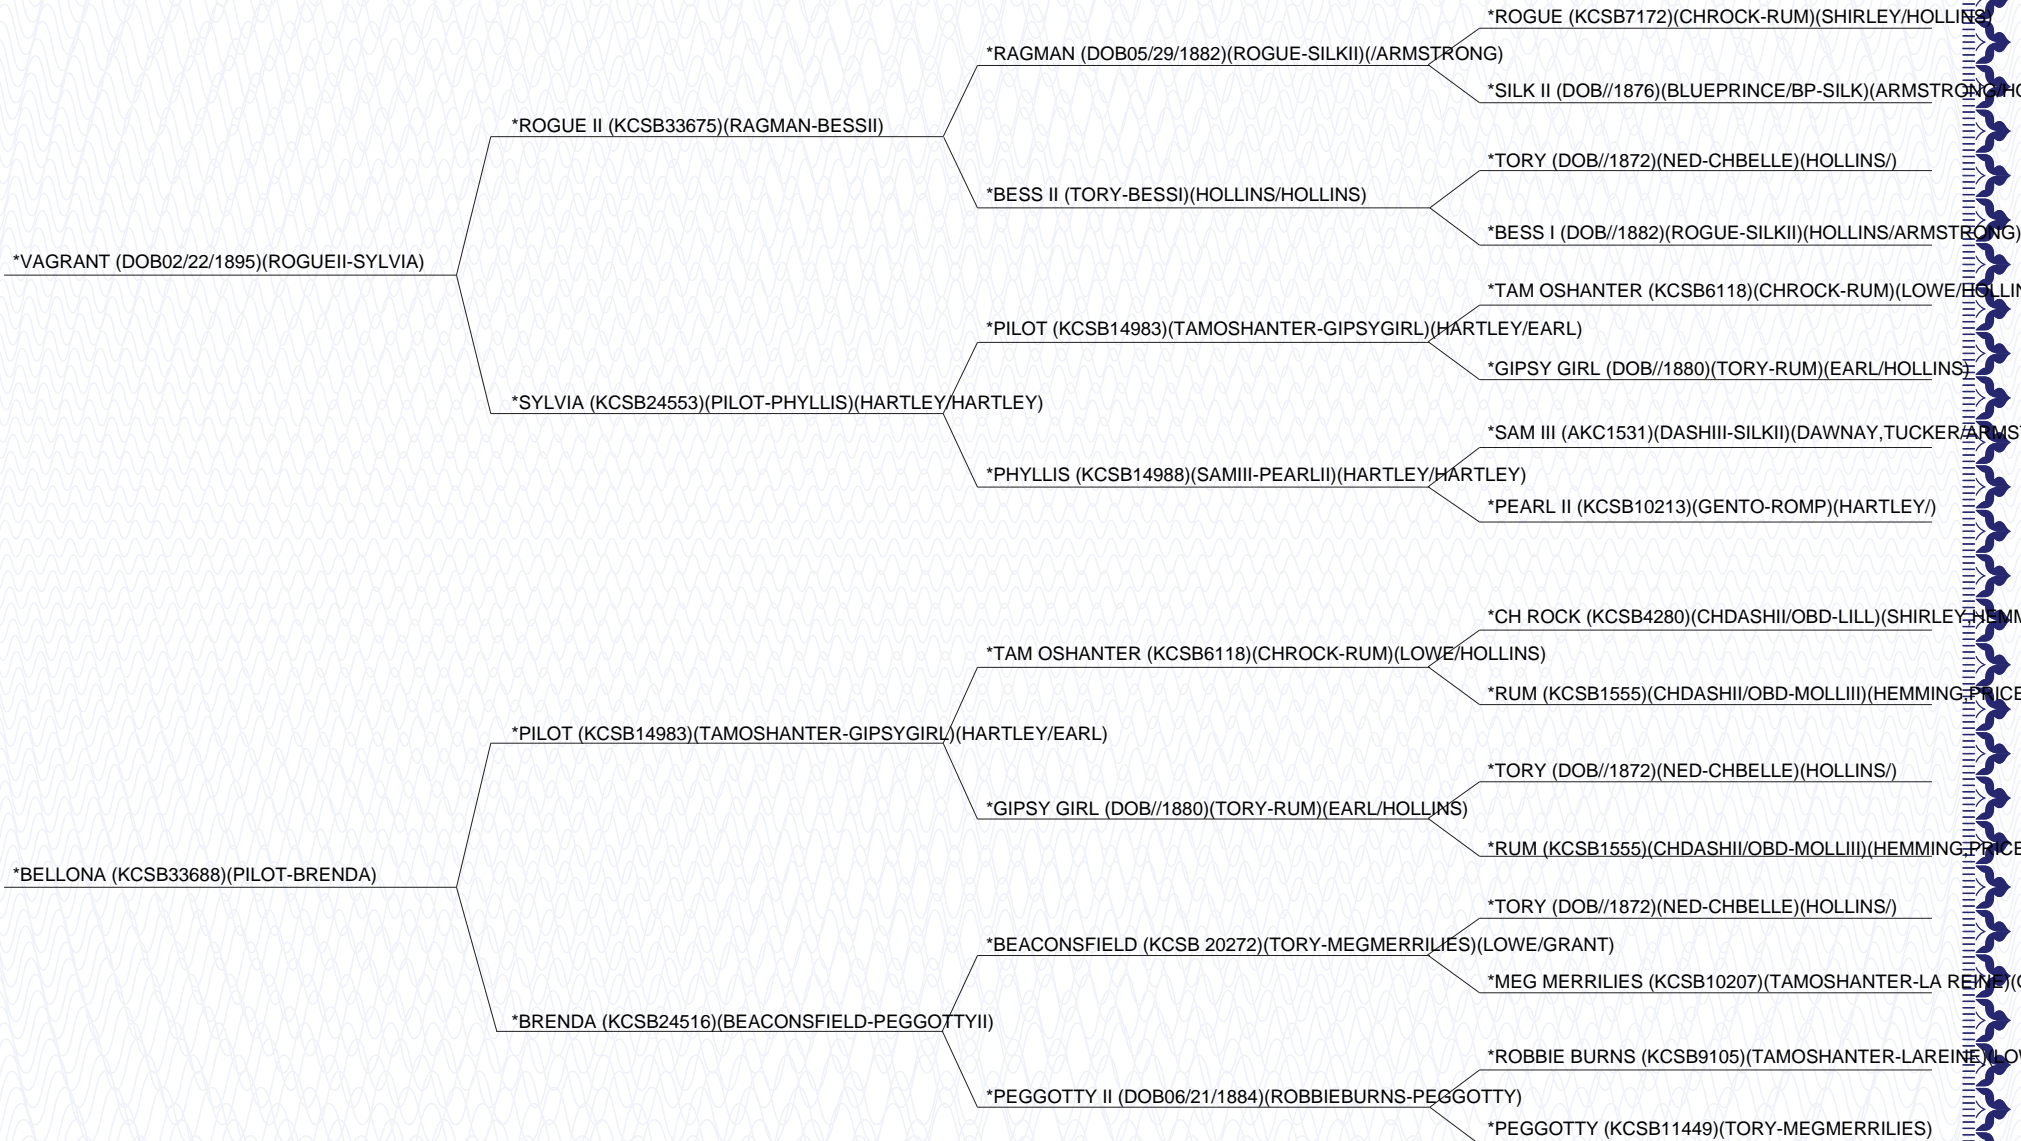 *ROGUE (KCSB7172)(CHROCK-RUM)(SHIRLEY/HOLLINS)
*RAGMAN (DOB05/29/1882)(ROGUE-SILKII)(/ARMSTRONG)
*SILK II (DOB//1876)(BLUEPRINCE/BP-SILK)(ARMSTRONG/HO
*ROGUE II (KCSB33675)(RAGMAN-BESSII)
*TORY (DOB//1872)(NED-CHBELLE)(HOLLINS/)
*BESS II (TORY-BESSI)(HOLLINS/HOLLINS)
*BESS I (DOB//1882)(ROGUE-SILKII)(HOLLINS/ARMSTRONG)
*VAGRANT (DOB02/22/1895)(ROGUEII-SYLVIA)
*TAM OSHANTER (KCSB6118)(CHROCK-RUM)(LOWE/HOLLIN
*PILOT (KCSB14983)(TAMOSHANTER-GIPSYGIRL)(HARTLEY/EARL)
*GIPSY GIRL (DOB//1880)(TORY-RUM)(EARL/HOLLINS)
*SYLVIA (KCSB24553)(PILOT-PHYLLIS)(HARTLEY/HARTLEY)
*SAM III (AKC1531)(DASHIII-SILKII)(DAWNAY,TUCKER/ARMS
*PHYLLIS (KCSB14988)(SAMIII-PEARLII)(HARTLEY/HARTLEY)
*PEARL II (KCSB10213)(GENTO-ROMP)(HARTLEY/)
*CH ROCK (KCSB4280)(CHDASHII/OBD-LILL)(SHIRLEY,HEMM
*TAM OSHANTER (KCSB6118)(CHROCK-RUM)(LOWE/HOLLINS)
*RUM (KCSB1555)(CHDASHII/OBD-MOLLIII)(HEMMING,PRICE
*PILOT (KCSB14983)(TAMOSHANTER-GIPSYGIRL)(HARTLEY/EARL)
*TORY (DOB//1872)(NED-CHBELLE)(HOLLINS/)
*GIPSY GIRL (DOB//1880)(TORY-RUM)(EARL/HOLLINS)
*RUM (KCSB1555)(CHDASHII/OBD-MOLLIII)(HEMMING,PRICE
*BELLONA (KCSB33688)(PILOT-BRENDA)
*TORY (DOB//1872)(NED-CHBELLE)(HOLLINS/)
*BEACONSFIELD (KCSB 20272)(TORY-MEGMERRILIES)(LOWE/GRANT)
*MEG MERRILIES (KCSB10207)(TAMOSHANTER-LA REINE)(
*BRENDA (KCSB24516)(BEACONSFIELD-PEGGOTTYII)
*ROBBIE BURNS (KCSB9105)(TAMOSHANTER-LAREINE)(LOW
*PEGGOTTY II (DOB06/21/1884)(ROBBIEBURNS-PEGGOTTY)
*PEGGOTTY (KCSB11449)(TORY-MEGMERRILIES)